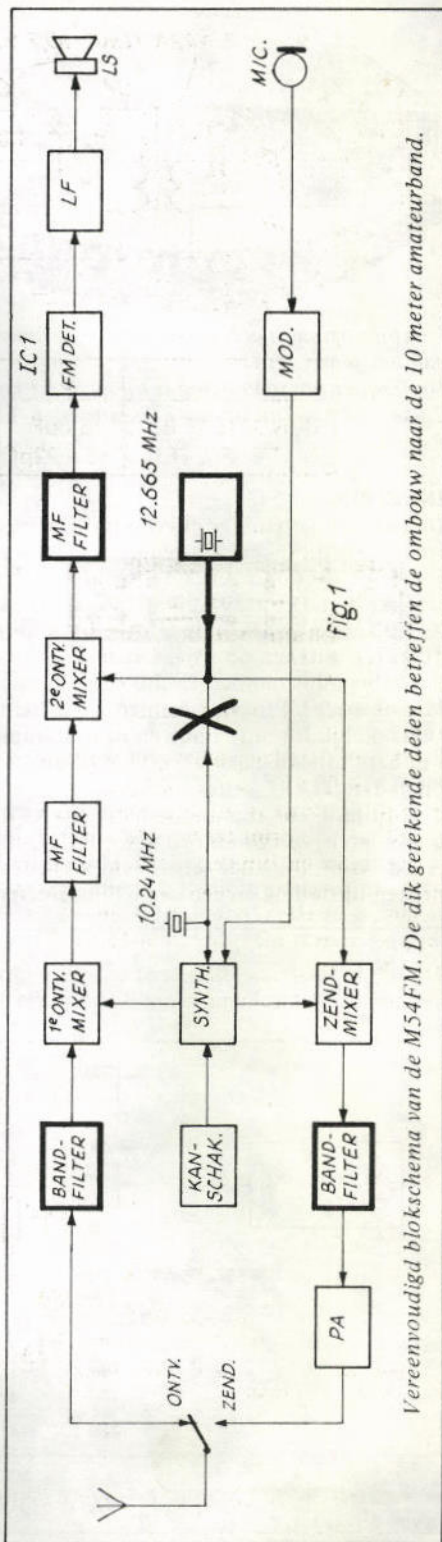 ONTV.
ZEND.
BAND-
FILTER
1e ONTV.
MIXER
MF
FILTER
2e ONTV.
MIXER
MF
FILTER
IC1
FM DET.
LF
LS
10.24 MHz
12.665 MHz
KAN-
SCHAK.
SYNTH.
MOD.
MIC.
PA
BAND-
FILTER
ZEND-
MIXER
fig.1
Vereenvoudigd blokschema van de M54FM. De dik getekende delen betreffen de ombouw naar de 10 meter amateurband.